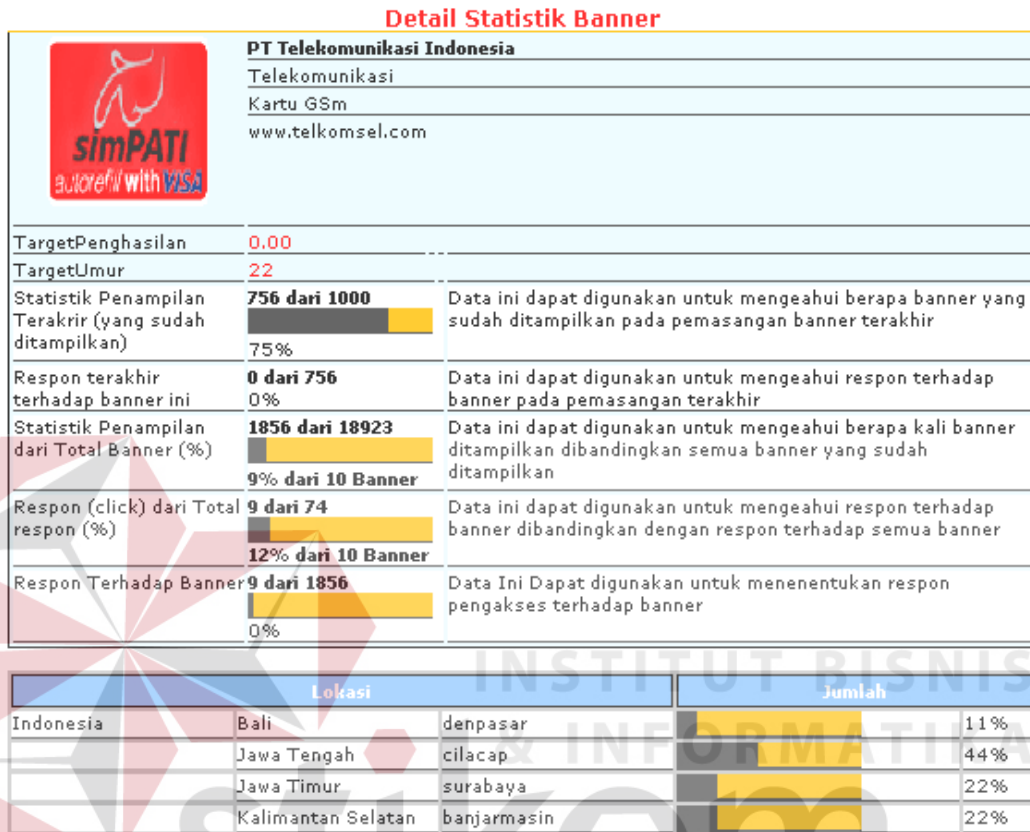 Detail Statistik Banner
simPATI
autorefill with VISA
PT Telekomunikasi Indonesia
Telekomunikasi
Kartu GSm
www.telkomsel.com
TargetPenghasilan 0.00
TargetUmur 22
Statistik Penampilan
Terakrir (yang sudah
ditampilkan)
756 dari 1000
75%
Data ini dapat digunakan untuk mengeahui berapa banner yang
sudah ditampilkan pada pemasangan banner terakhir
Respon terakhir
terhadap banner ini
0 dari 756
0%
Data ini dapat digunakan untuk mengeahui respon terhadap
banner pada pemasangan terakhir
Statistik Penampilan
dari Total Banner (%)
1856 dari 18923
9% dari 10 Banner
Data ini dapat digunakan untuk mengeahui berapa kali banner
ditampilkan dibandingkan semua banner yang sudah
ditampilkan
Respon (click) dari Total
respon (%)
9 dari 74
12% dari 10 Banner
Data ini dapat digunakan untuk mengeahui respon terhadap
banner dibandingkan dengan respon terhadap semua banner
Respon Terhadap Banner
9 dari 1856
0%
Data Ini Dapat digunakan untuk menenentukan respon
pengakses terhadap banner
INSTITUT BISNIS
& INFORMATIKA
stikom
Lokasi Jumlah
Indonesia Bali denpasar 11%
Jawa Tengah cilacap 44%
Jawa Timur surabaya 22%
Kalimantan Selatan banjarmasin 22%